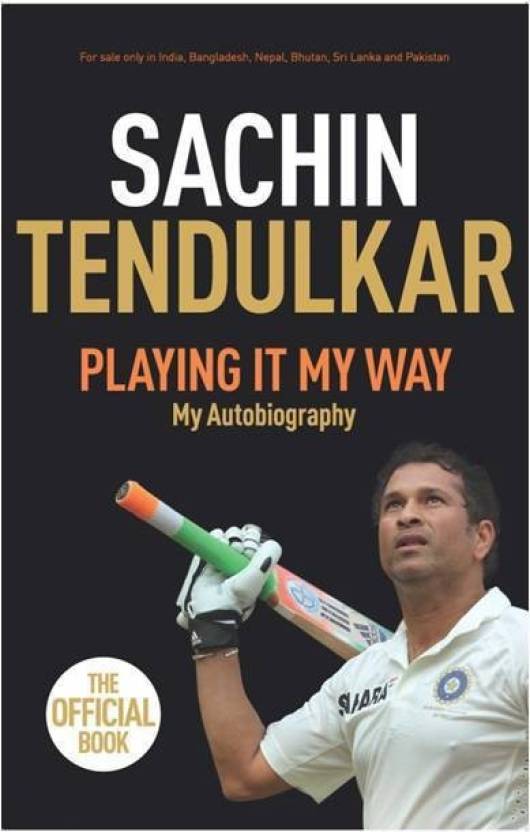 For sale only in India, Bangladesh, Nepal, Bhutan, Sri Lanka and Pakistan
SACHIN
TENDULKAR
PLAYING IT MY WAY
My Autobiography
THE
OFFICIAL
BOOK
SAHARA